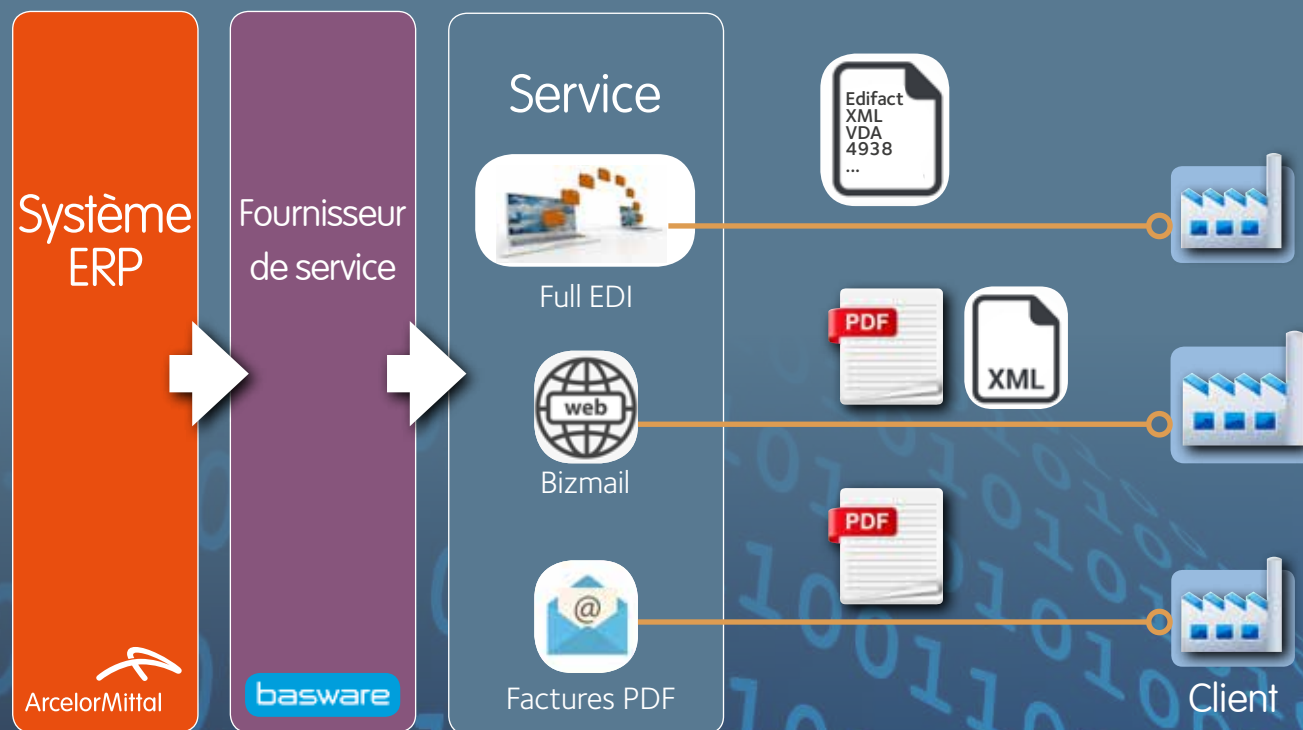 Système
ERP
ArcelorMittal
Fournisseur
de service
basware
Service
Full EDI
web
Bizmail
@
Factures PDF
Edifact
XML
VDA
4938
...
PDF
XML
PDF
Client